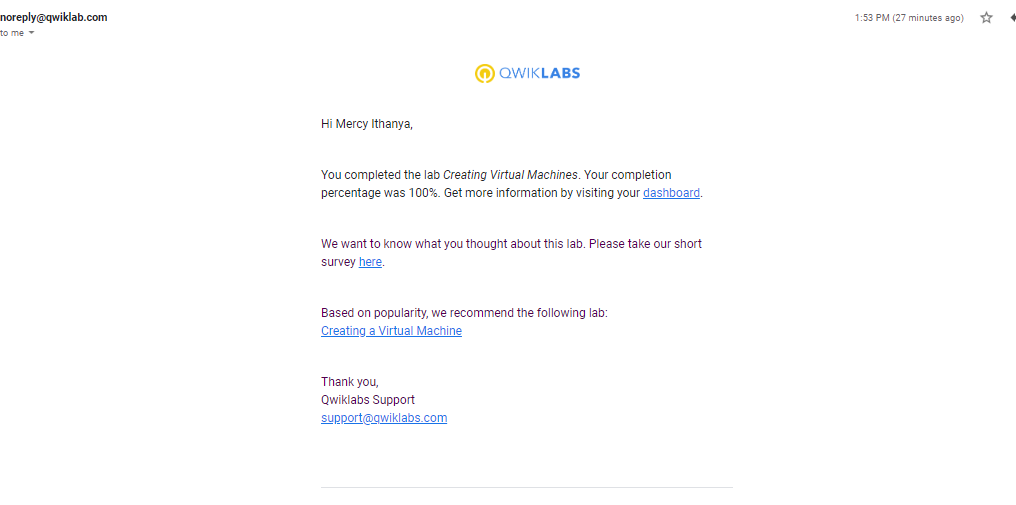 noreply@qwiklab.com
1:53 PM (27 minutes ago)
to me
QWIKLABS
Hi Mercy Ithanya,
You completed the lab Creating Virtual Machines. Your completion
percentage was 100%. Get more information by visiting your dashboard.
We want to know what you thought about this lab. Please take our short
survey here.
Based on popularity, we recommend the following lab:
Creating a Virtual Machine
Thank you,
Qwiklabs Support
support@qwiklabs.com